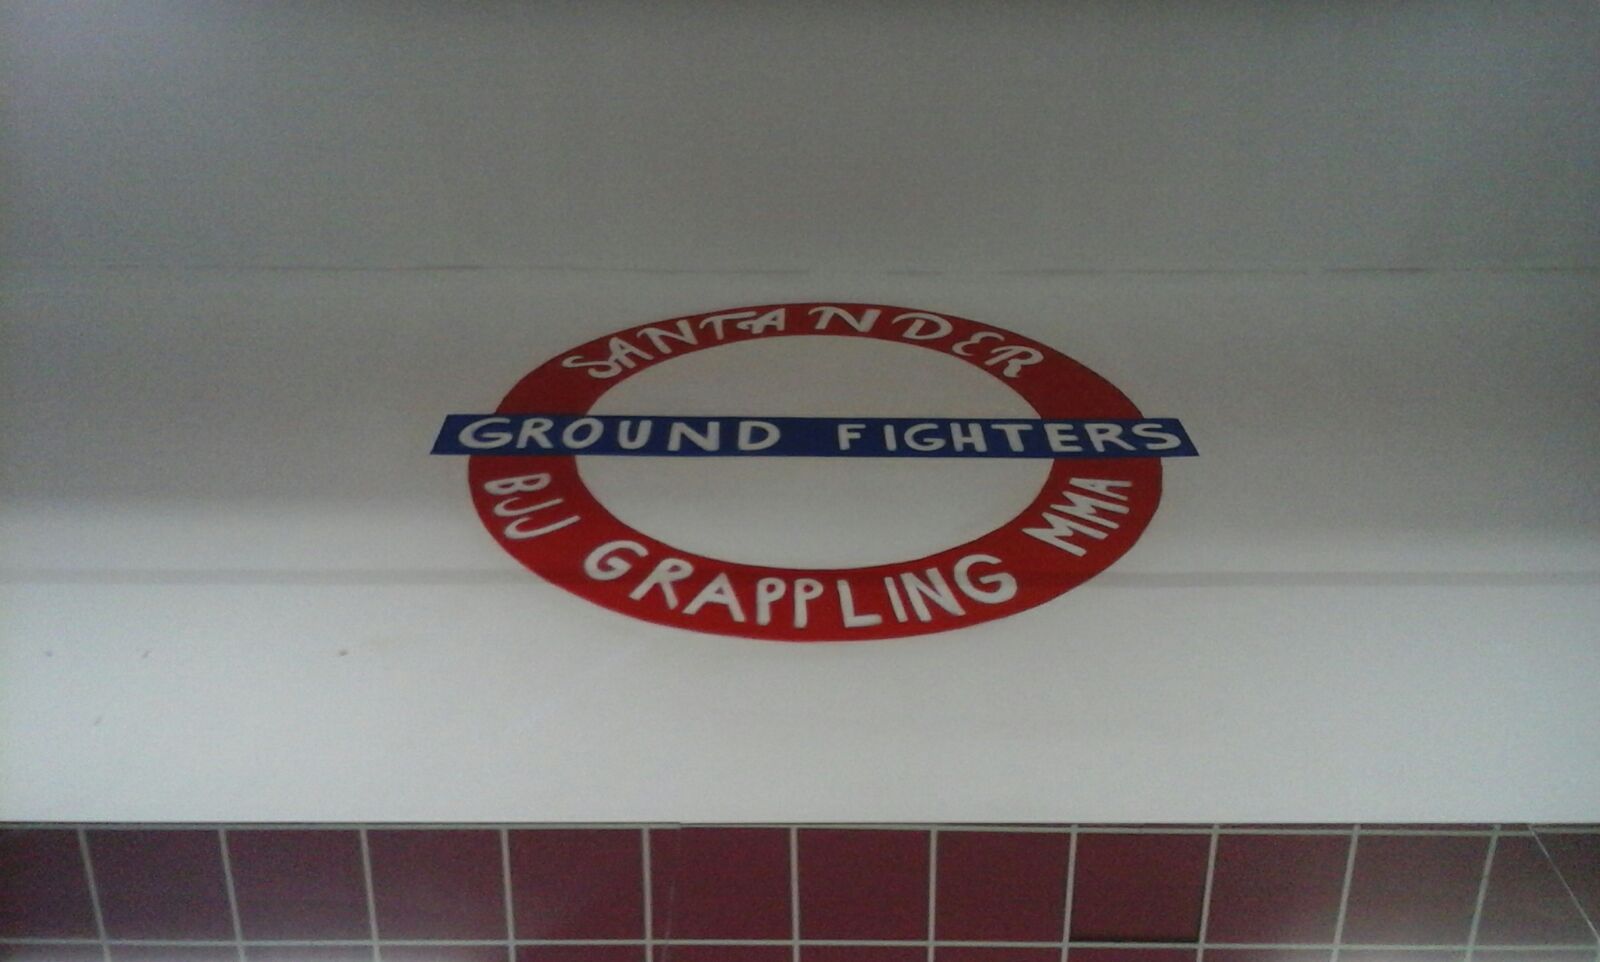 SANTANDER
GROUND FIGHTERS
BJJ GRAPPLING MMA